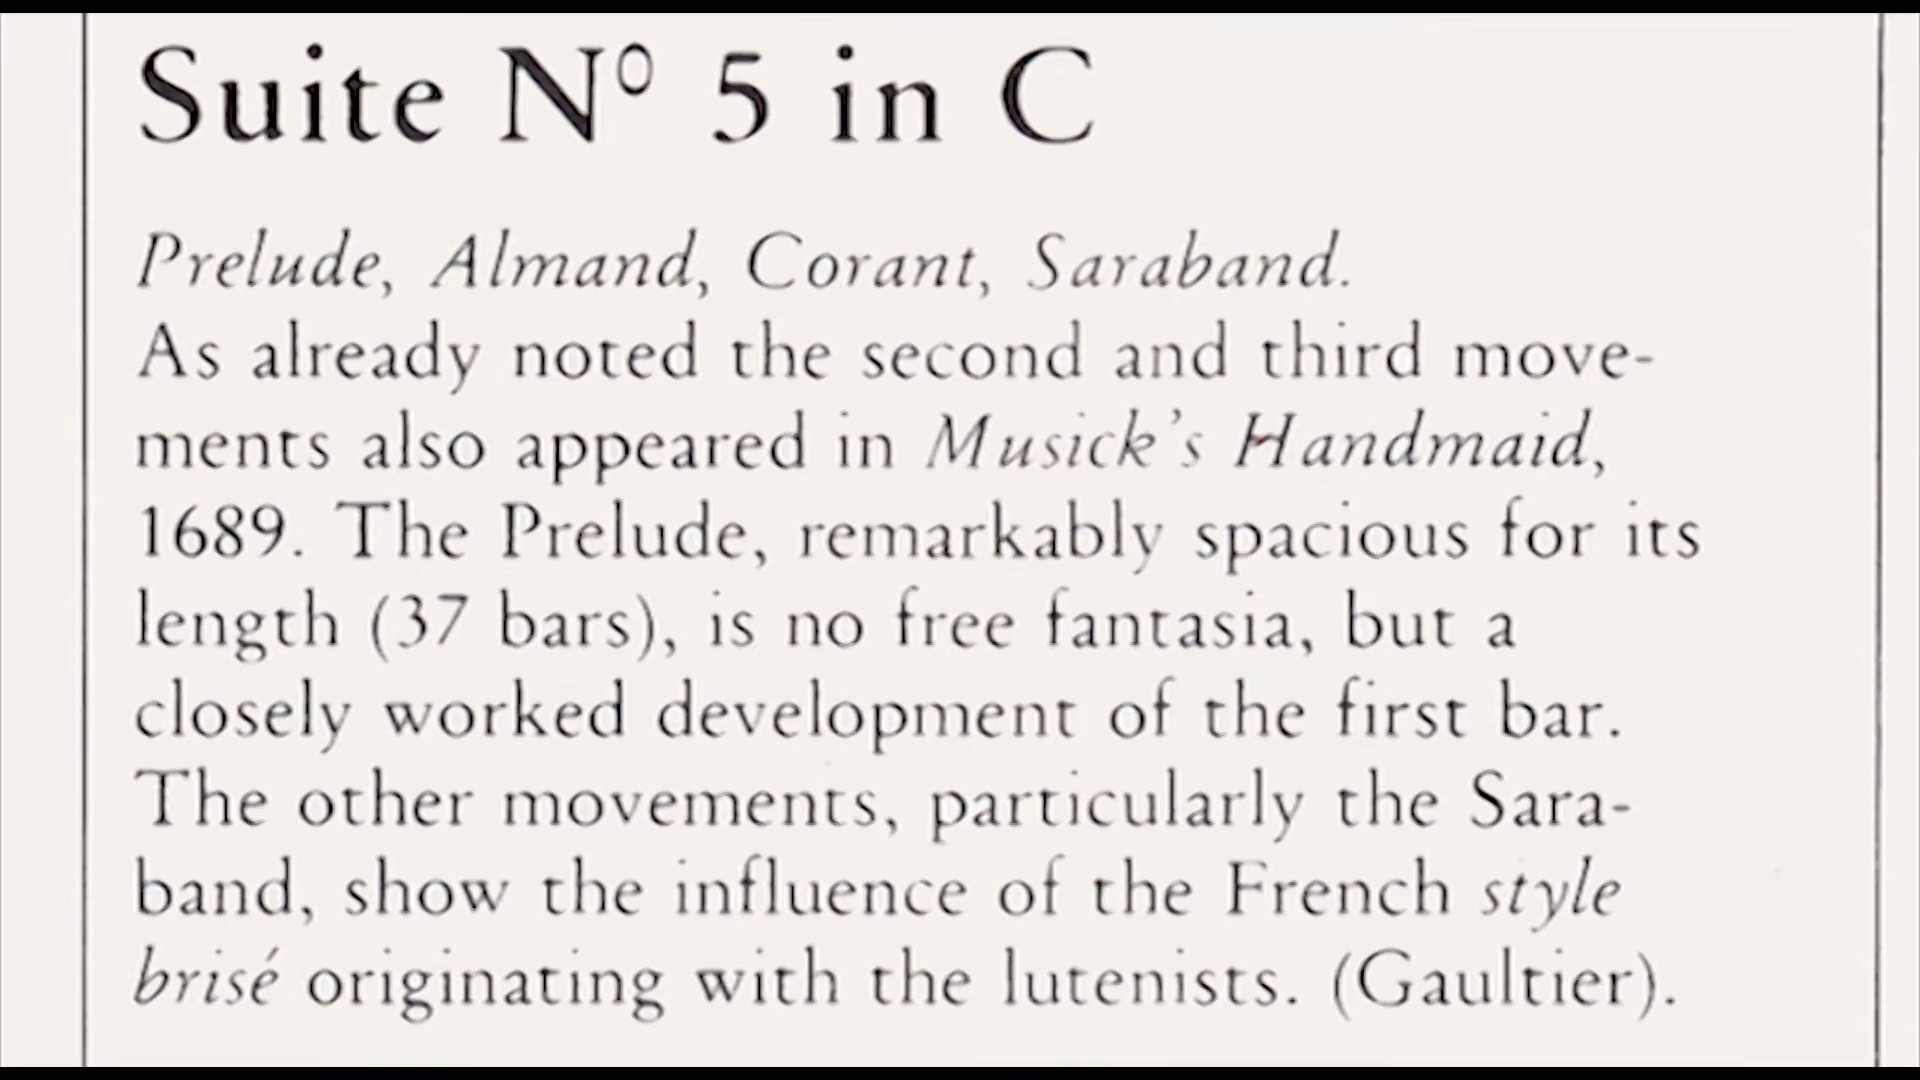 Suite Nº 5 in C
Prelude, Almand, Corant, Saraband.
As already noted the second and third move-
ments also appeared in Musick's Handmaid,
1689. The Prelude, remarkably spacious for its
length (37 bars), is no free fantasia, but a
closely worked development of the first bar.
The other movements, particularly the Sara-
band, show the influence of the French style
brisé originating with the lutenists. (Gaultier).